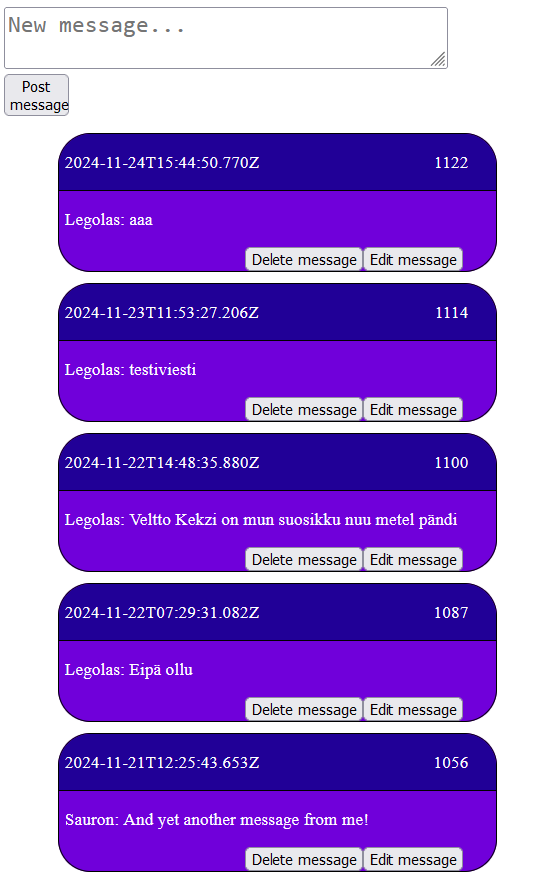 New message...
Post
message
2024-11-24T15:44:50.770Z 1122
Legolas: aaa
Delete message Edit message
2024-11-23T11:53:27.206Z 1114
Legolas: testiviesti
Delete message Edit message
2024-11-22T14:48:35.880Z 1100
Legolas: Veltto Kekzi on mun suosikku nuu metel pändi
Delete message Edit message
2024-11-22T07:29:31.082Z 1087
Legolas: Eipä ollu
Delete message Edit message
2024-11-21T12:25:43.653Z 1056
Sauron: And yet another message from me!
Delete message Edit message